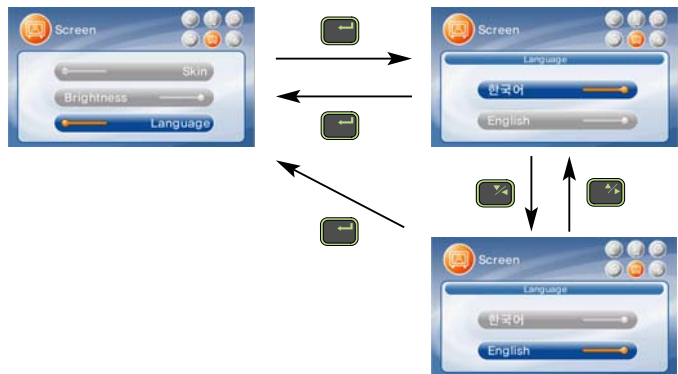 Screen
Skin
Brightness
Language
Screen
Language
한국어
English
Screen
Language
한국어
English